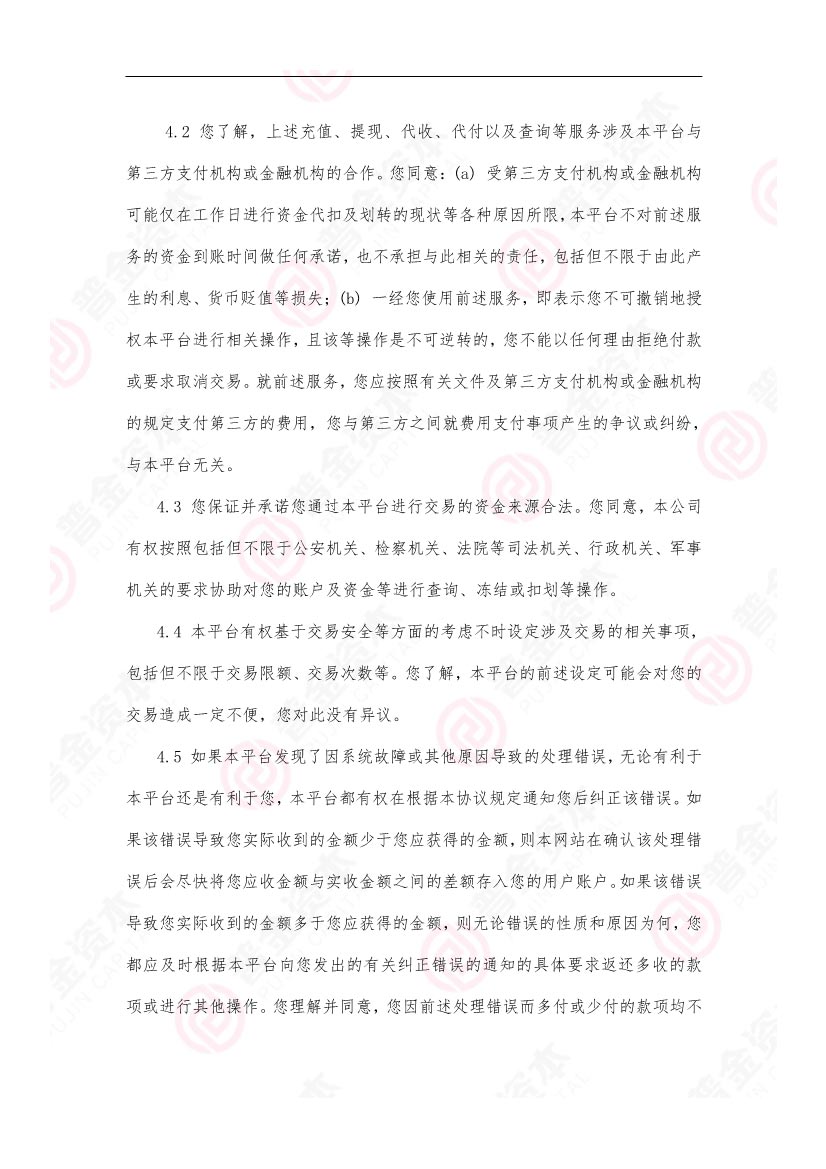 4.2 您了解，上述充值、提现、代收、代付以及查询等服务涉及本平台与
第三方支付机构或金融机构的合作。您同意：(a) 受第三方支付机构或金融机构
可能仅在工作日进行资金代扣及划转的现状等各种原因所限，本平台不对前述服
务的资金到账时间做任何承诺，也不承担与此相关的责任，包括但不限于由此产
生的利息、货币贬值等损失；(b) 一经您使用前述服务，即表示您不可撤销地授
权本平台进行相关操作，且该等操作是不可逆转的，您不能以任何理由拒绝付款
或要求取消交易。就前述服务，您应按照有关文件及第三方支付机构或金融机构
的规定支付第三方的费用，您与第三方之间就费用支付事项产生的争议或纠纷，
与本平台无关。
4.3 您保证并承诺您通过本平台进行交易的资金来源合法。您同意，本公司
有权按照包括但不限于公安机关、检察机关、法院等司法机关、行政机关、军事
机关的要求协助对您的账户及资金等进行查询、冻结或扣划等操作。
4.4 本平台有权基于交易安全等方面的考虑不时设定涉及交易的相关事项，
包括但不限于交易限额、交易次数等。您了解，本平台的前述设定可能会对您的
交易造成一定不便，您对此没有异议。
4.5 如果本平台发现了因系统故障或其他原因导致的处理错误，无论有利于
本平台还是有利于您，本平台都有权在根据本协议规定通知您后纠正该错误。如
果该错误导致您实际收到的金额少于您应获得的金额，则本网站在确认该处理错
误后会尽快将您应收金额与实收金额之间的差额存入您的用户账户。如果该错误
导致您实际收到的金额多于您应获得的金额，则无论错误的性质和原因为何，您
都应及时根据本平台向您发出的有关纠正错误的通知的具体要求返还多收的款
项或进行其他操作。您理解并同意，您因前述处理错误而多付或少付的款项均不
普金资本
PUJIN CAPITAL